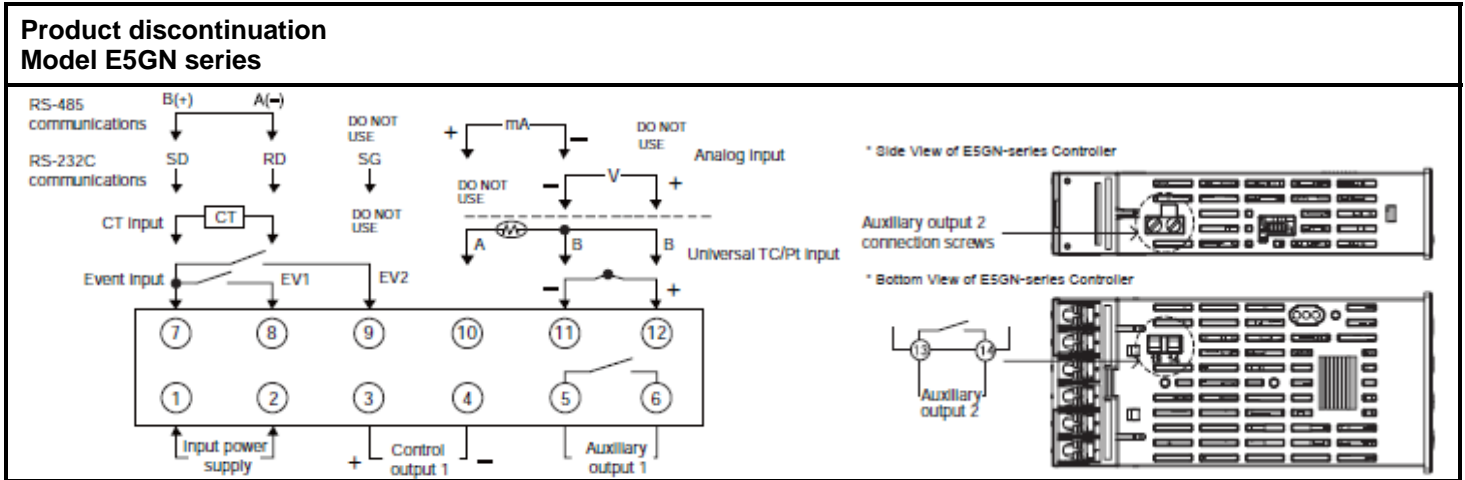 Product discontinuation
Model E5GN series
RS-485 communications
B(+) A(−)
DO NOT USE
+ mA −
DO NOT USE
Analog input
RS-232C communications
SD RD SG
DO NOT USE
− V +
CT input
CT
DO NOT USE
A B B
Universal TC/Pt input
Event input
EV1 EV2
− +
7 8 9 10 11 12
1 2 3 4 5 6
Input power supply
+ Control output 1 −
Auxiliary output 1
* Side View of E5GN-series Controller
Auxiliary output 2 connection screws
* Bottom View of E5GN-series Controller
13 14
Auxiliary output 2